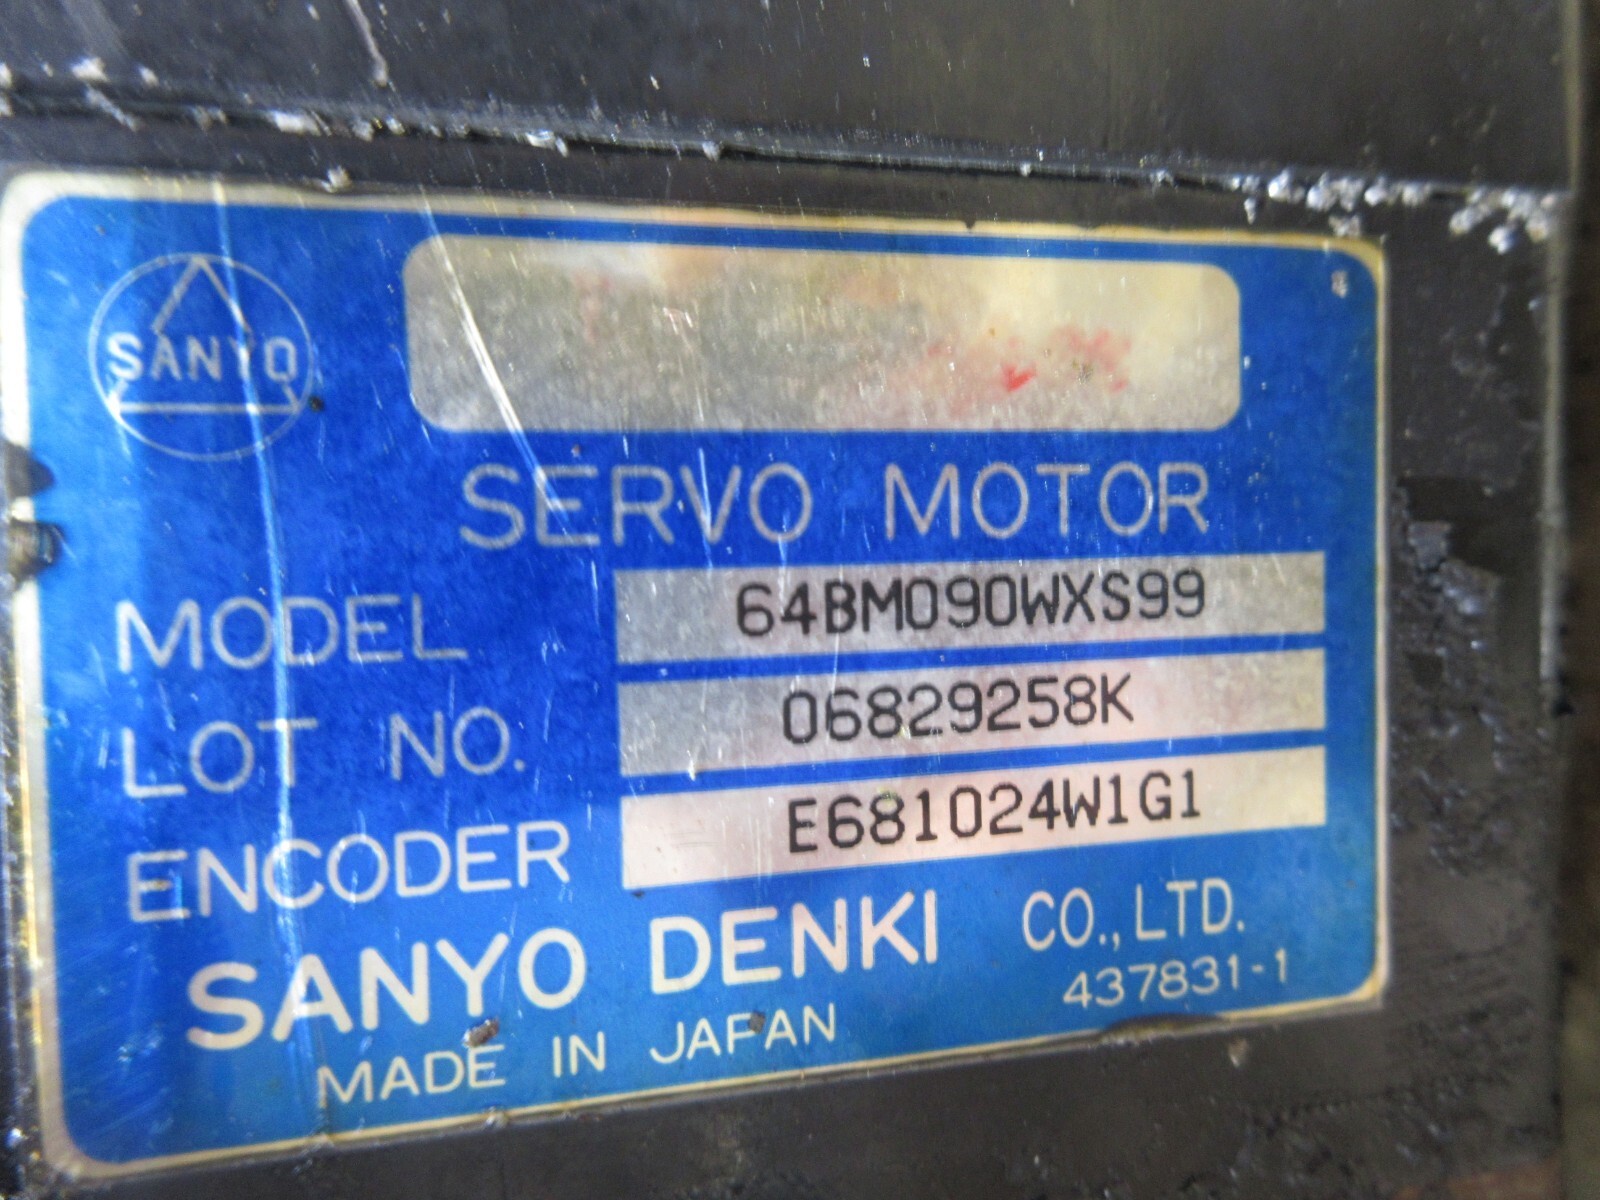 SANYO
SERVO MOTOR
MODEL 64BM090WXS99
LOT NO. 06829258K
ENCODER E681024W1G1
SANYO DENKI CO., LTD.
437831-1
MADE IN JAPAN